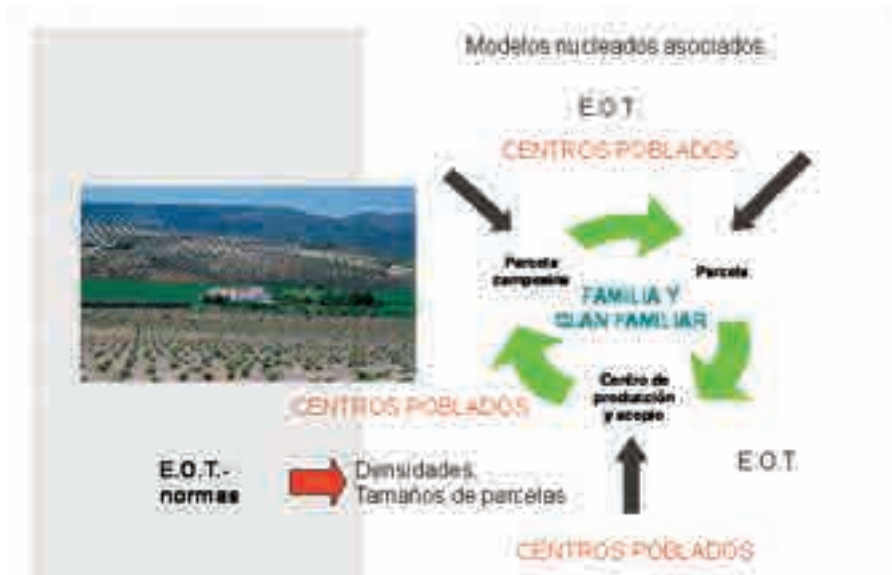 Modelos nucleados asociados.
E.O.T.
CENTROS POBLADOS
Parcela
campesina
Parcela
FAMILIA Y
CLAN FAMILIAR
Centro de
producción
y acopio
CENTROS POBLADOS
E.O.T.-
normas
Densidades.
Tamaños de parcelas
E.O.T.
CENTROS POBLADOS